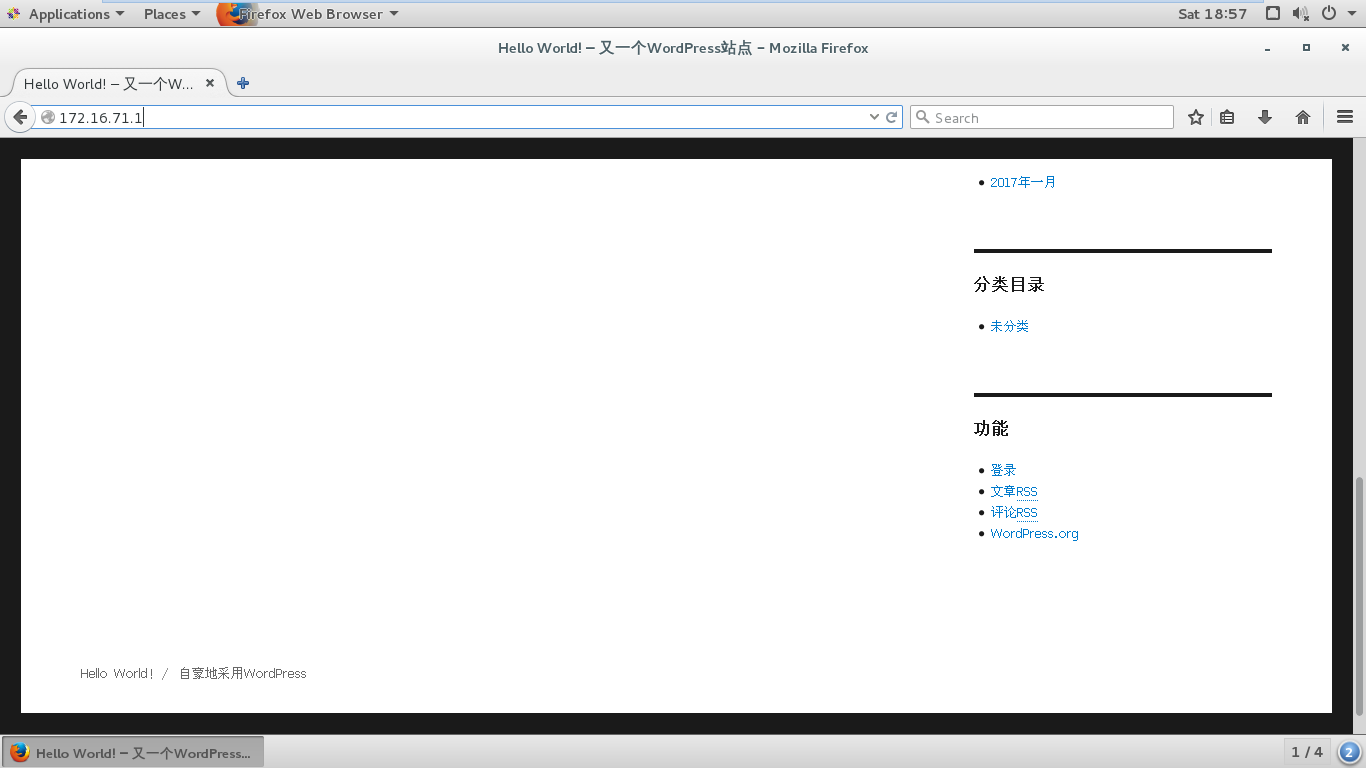 Applications Places Firefox Web Browser Sat 18:57
Hello World! – 又一个WordPress站点 - Mozilla Firefox
Hello World! – 又一个W...
172.16.71.1 Search
2017年一月
分类目录
未分类
功能
登录
文章RSS
评论RSS
WordPress.org
Hello World! / 自蒙地采用WordPress
Hello World! – 又一个WordPress... 1 / 4 2